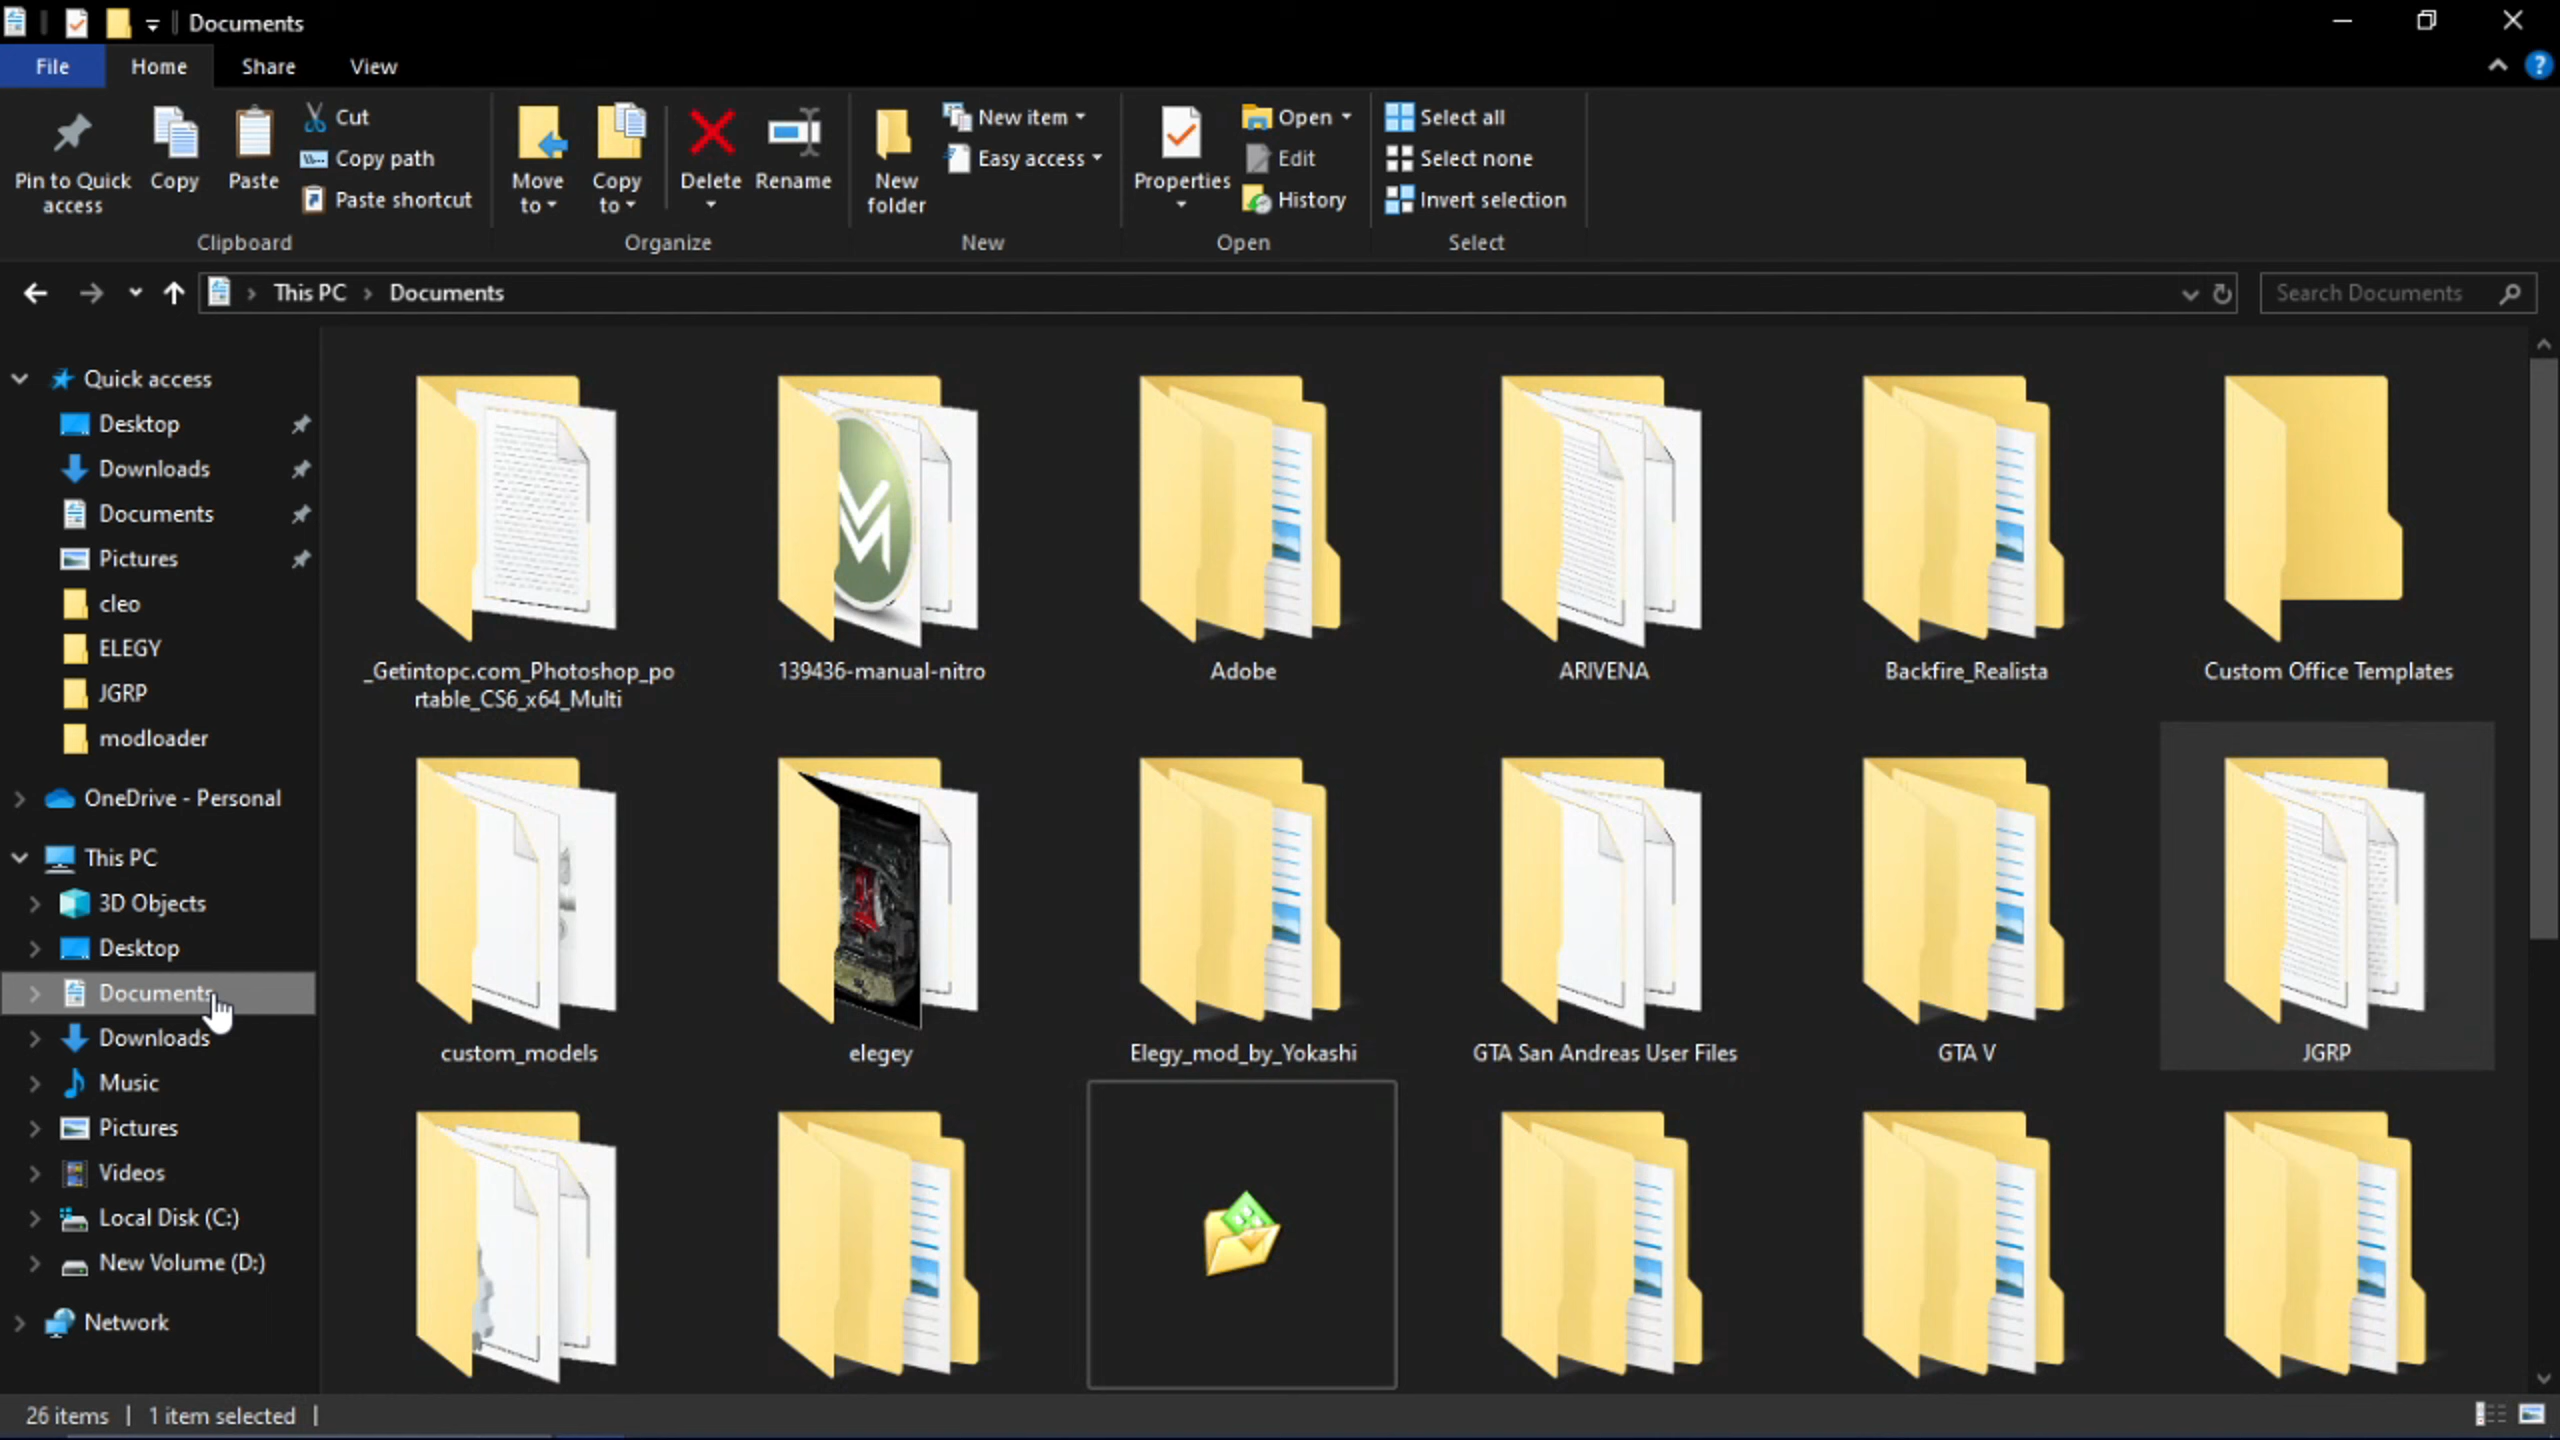 Documents
File
Home
Share
View
Pin to Quick
access
Copy
Paste
Cut
Copy path
Paste shortcut
Clipboard
Move
to
Copy
to
Delete
Rename
Organize
New
folder
New item
Easy access
New
Properties
Open
Edit
History
Open
Select all
Select none
Invert selection
Select
This PC
Documents
Search Documents
Quick access
Desktop
Downloads
Documents
Pictures
cleo
ELEGY
JGRP
modloader
OneDrive - Personal
This PC
3D Objects
Desktop
Documents
Downloads
Music
Pictures
Videos
Local Disk (C:)
New Volume (D:)
Network
_Getintopc.com_Photoshop_po
rtable_CS6_x64_Multi
139436-manual-nitro
Adobe
ARIVENA
Backfire_Realista
Custom Office Templates
custom_models
elegey
Elegy_mod_by_Yokashi
GTA San Andreas User Files
GTA V
JGRP
26 items
1 item selected